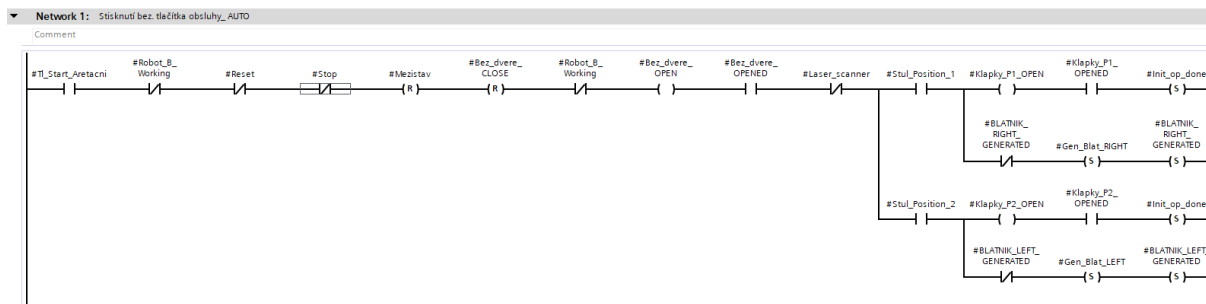 Network 1: Stisknutí bez. tlačítka obsluhy_ AUTO
Comment
#Tl_Start_Aretacni
#Robot_B_
Working
#Reset
#Stop
#Mezistav
#Bez_dvere_
CLOSE
#Robot_B_
Working
#Bez_dvere_
OPEN
#Bez_dvere_
OPENED
#Laser_scanner
#Stul_Position_1
#Klapky_P1_OPEN
#Klapky_P1_
OPENED
#Init_op_done
R
R
S
#BLATNIK_
RIGHT_
GENERATED
#Gen_Blat_RIGHT
#BLATNIK_
RIGHT_
GENERATED
S
S
#Stul_Position_2
#Klapky_P2_OPEN
#Klapky_P2_
OPENED
#Init_op_done
S
#BLATNIK_LEFT_
GENERATED
#Gen_Blat_LEFT
#BLATNIK_LEFT_
GENERATED
S
S